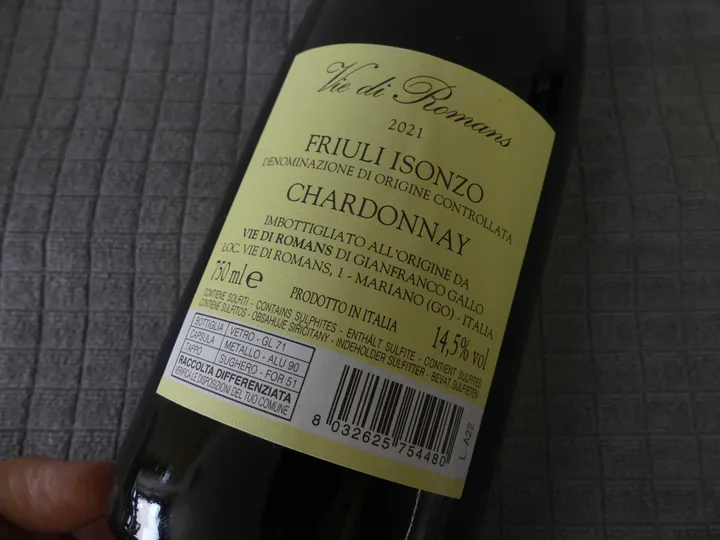 Vie di Romans
2021
FRIULI ISONZO
DENOMINAZIONE DI ORIGINE CONTROLLATA
CHARDONNAY
IMBOTTIGLIATO ALL'ORIGINE DA
VIE DI ROMANS DI GIANFRANCO GALLO
LOC. VIE DI ROMANS, 1 - MARIANO (GO) - ITALIA
750 ml e
PRODOTTO IN ITALIA
14,5% vol
CONTIENE SOLFITI - CONTAINS SULPHITES - ENTHÄLT SULFITE - CONTIENT SULFITES
CONTIENE SULFITOS - OBSAHUJE SIRIČITANY - INDEHOLDER SULFITTER - BEVAT SULFIETEN
BOTTIGLIA VETRO - GL 71
CAPSULA METALLO - ALU 90
TAPPO SUGHERO - FOR 51
RACCOLTA DIFFERENZIATA
VERIFICA LE DISPOSIZIONI DEL TUO COMUNE
8 032625 754480
L. A22